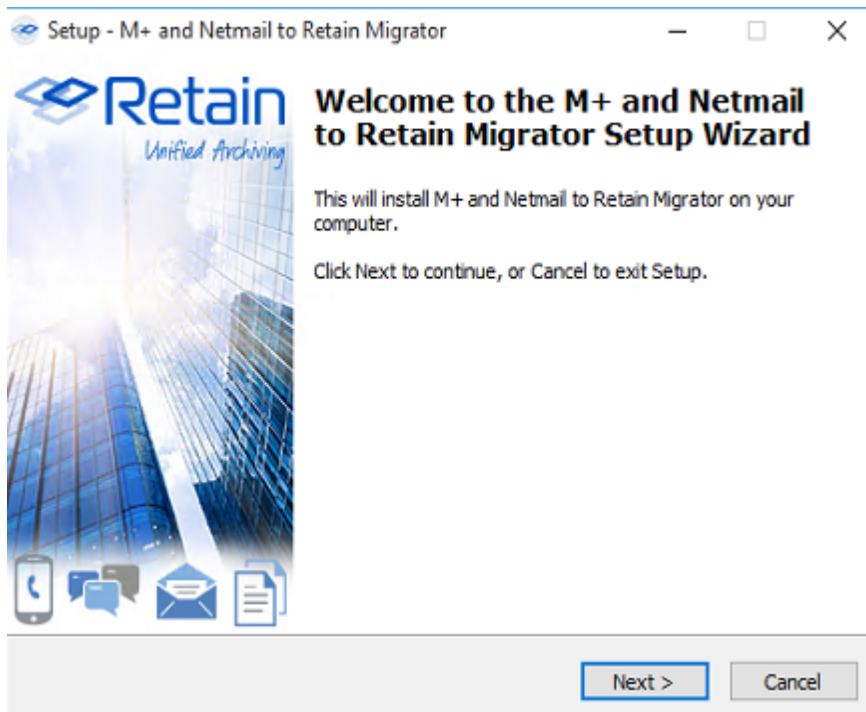 Setup - M+ and Netmail to Retain Migrator
Retain
Unified Archiving
Welcome to the M+ and Netmail
to Retain Migrator Setup Wizard
This will install M+ and Netmail to Retain Migrator on your
computer.
Click Next to continue, or Cancel to exit Setup.
Next >
Cancel